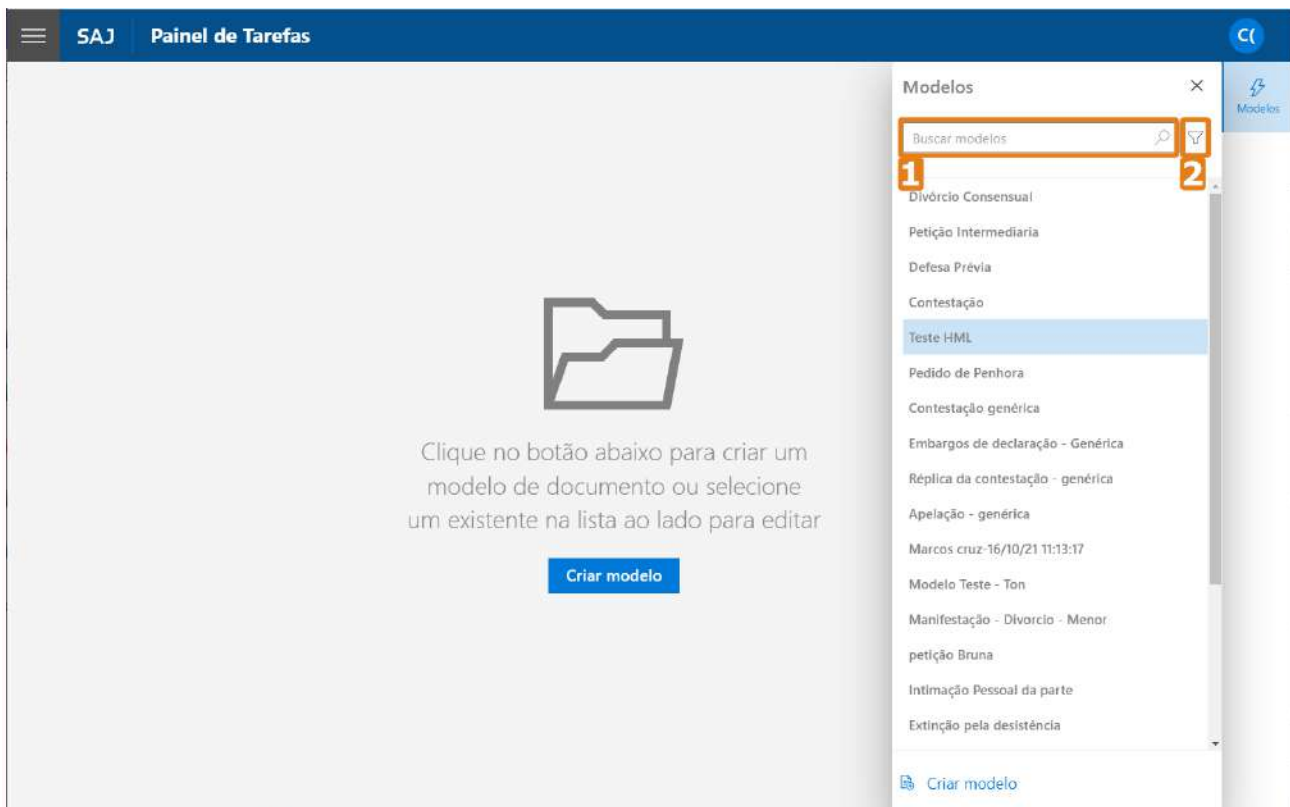 SAJ Painel de Tarefas C(
Modelos
Modelos
Buscar modelos
1 2
Divórcio Consensual
Petição Intermediaria
Defesa Prévia
Contestação
Teste HML
Pedido de Penhora
Contestação genérica
Embargos de declaração - Genérica
Réplica da contestação - genérica
Apelação - genérica
Marcos cruz-16/10/21 11:13:17
Modelo Teste - Ton
Manifestação - Divorcio - Menor
petição Bruna
Intimação Pessoal da parte
Extinção pela desistência
Criar modelo
Clique no botão abaixo para criar um
modelo de documento ou selecione
um existente na lista ao lado para editar
Criar modelo